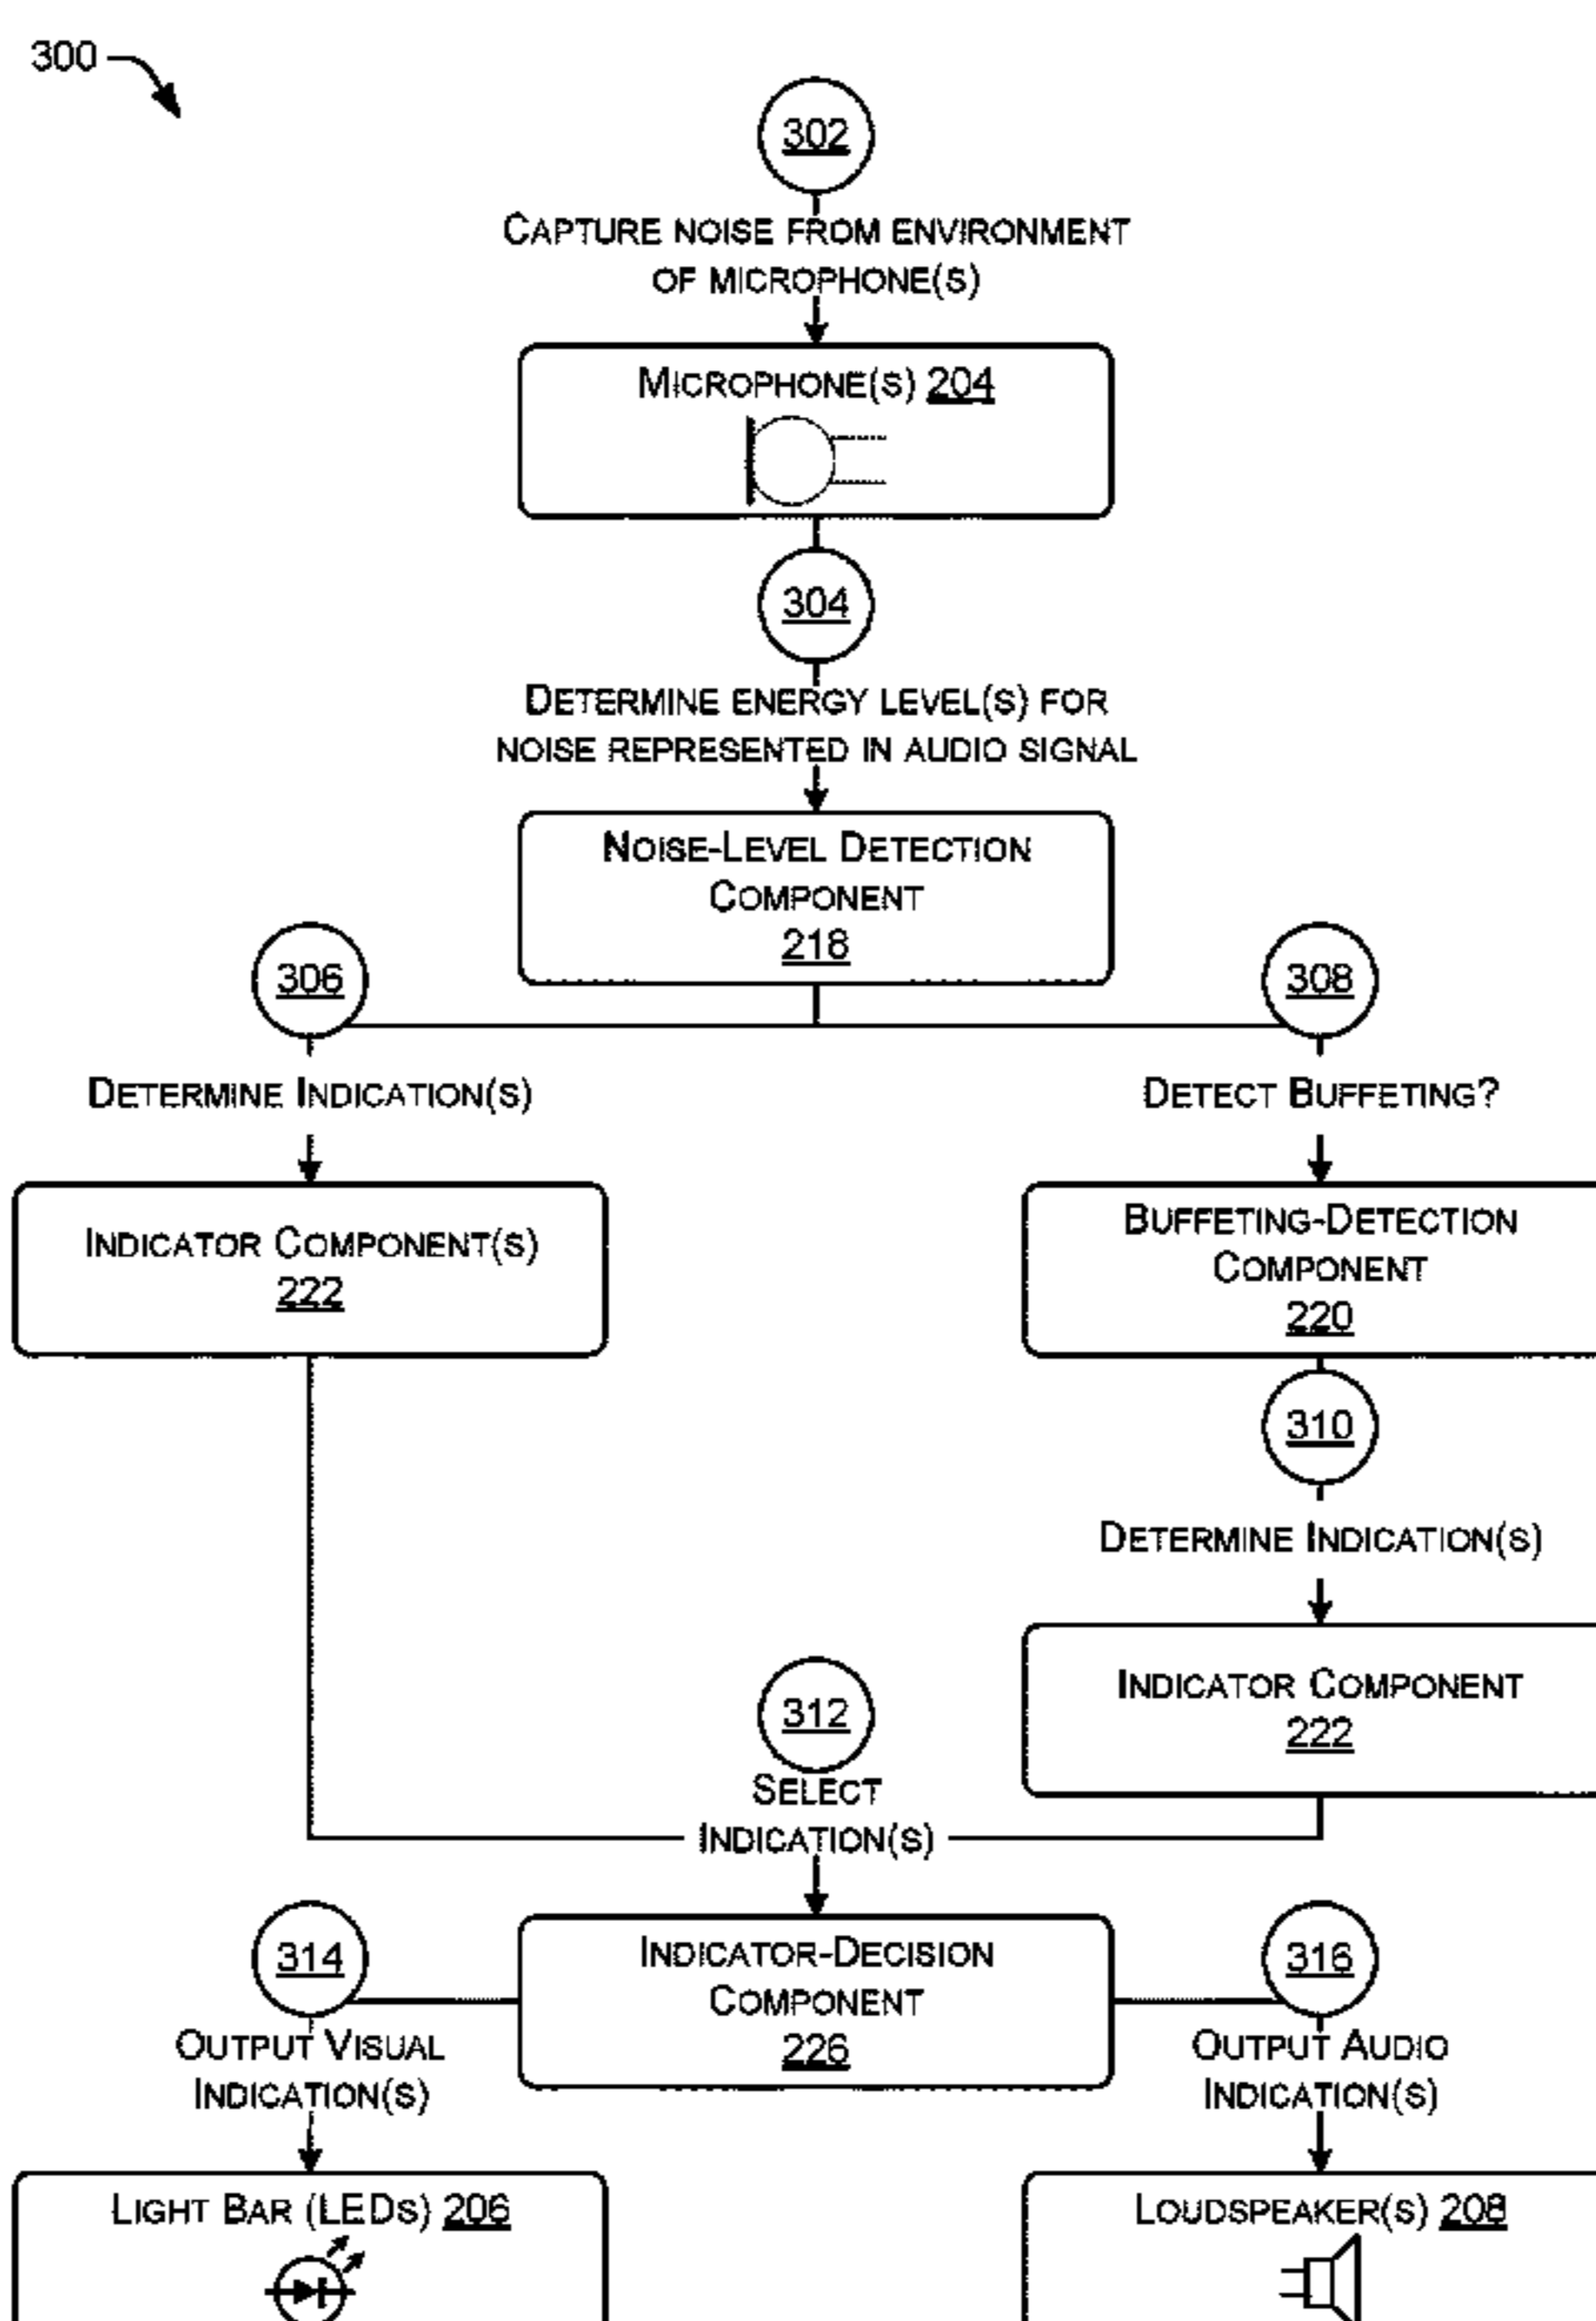 300
302
CAPTURE NOISE FROM ENVIRONMENT
OF MICROPHONE(S)
MICROPHONE(S) 204
304
DETERMINE ENERGY LEVEL(S) FOR
NOISE REPRESENTED IN AUDIO SIGNAL
NOISE-LEVEL DETECTION
COMPONENT
218
306
308
DETERMINE INDICATION(S)
DETECT BUFFETING?
INDICATOR COMPONENT(S)
222
BUFFETING-DETECTION
COMPONENT
220
310
DETERMINE INDICATION(S)
INDICATOR COMPONENT
222
312
SELECT
INDICATION(S)
INDICATOR-DECISION
COMPONENT
226
314
OUTPUT VISUAL
INDICATION(S)
316
OUTPUT AUDIO
INDICATION(S)
LIGHT BAR (LEDS) 206
LOUDSPEAKER(S) 208